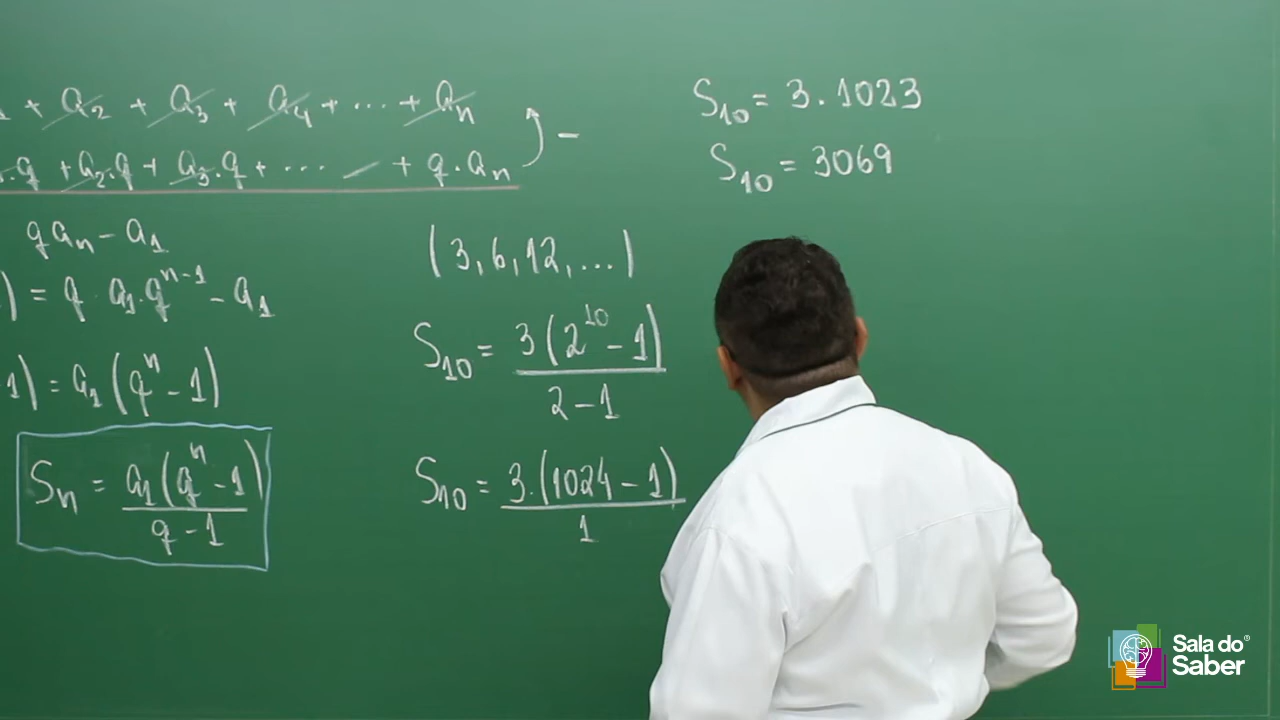 + a₂ + a₃ + a₄ + ... + aₙ
.q + a₂.q + a₃.q + ... + q.aₙ
−
qaₙ − a₁
) = q . a₁.qⁿ⁻¹ − a₁
1) = a₁(qⁿ − 1)
Sₙ = a₁(qⁿ − 1) / q − 1
(3, 6, 12, ...)
S₁₀ = 3(2¹⁰ − 1) / 2 − 1
S₁₀ = 3.(1024 − 1) / 1
S₁₀ = 3.1023
S₁₀ = 3069
Sala do
Saber®